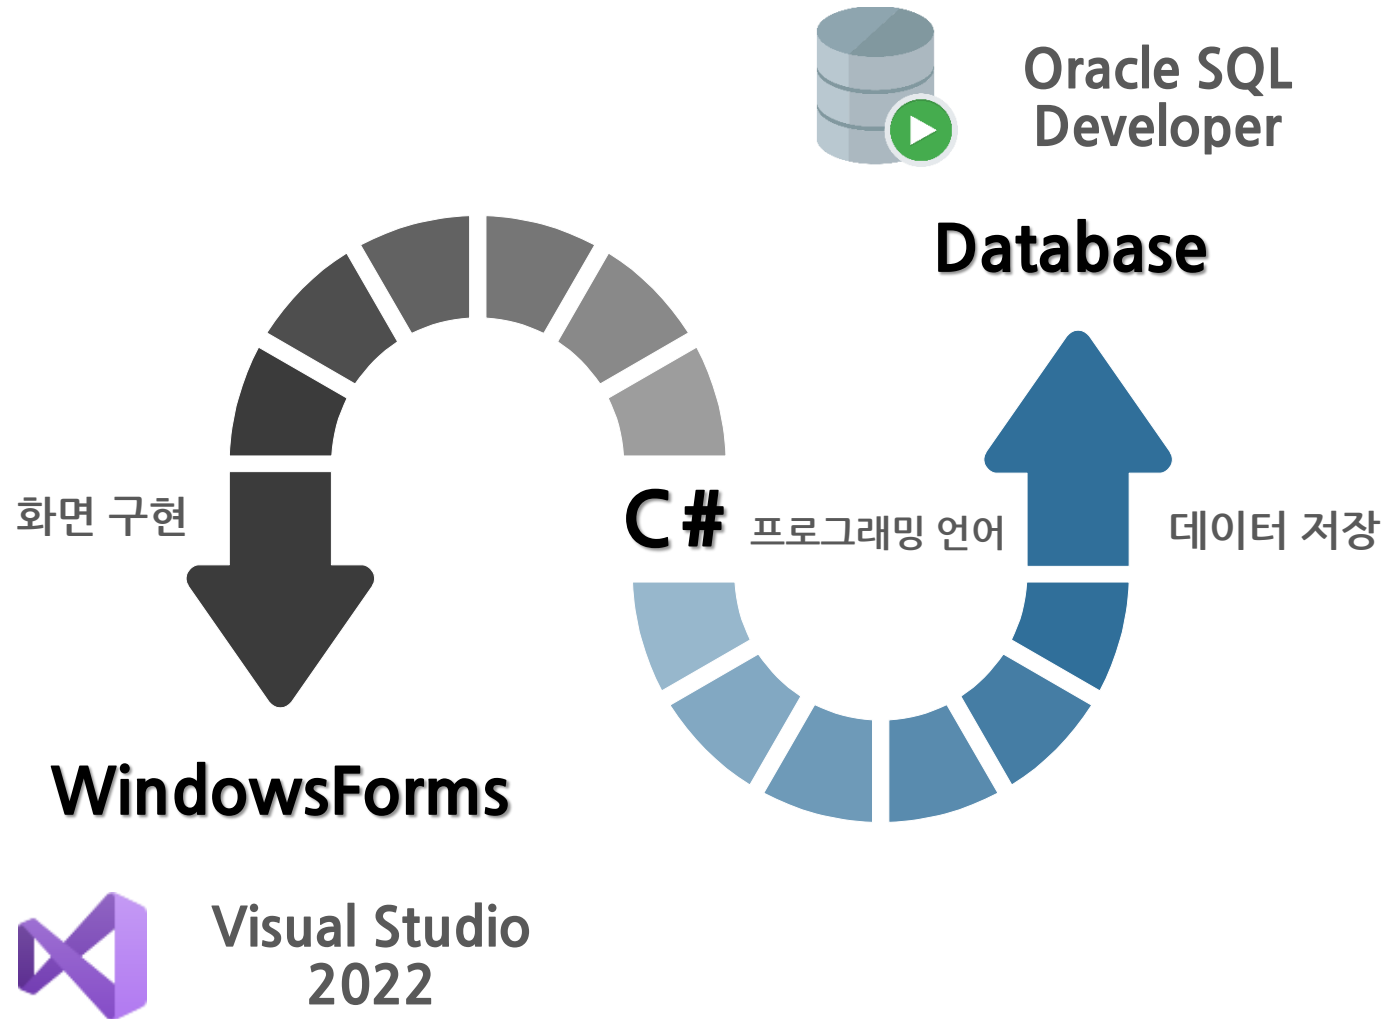 Oracle SQL
Developer
Database
화면 구현
C# 프로그래밍 언어
데이터 저장
WindowsForms
Visual Studio
2022